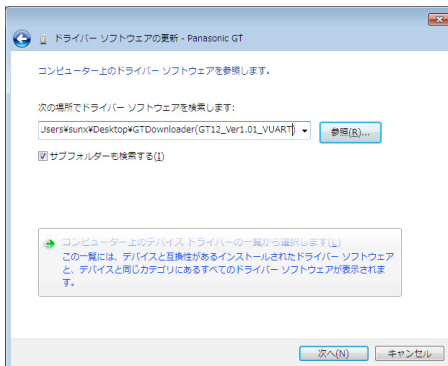 ドライバー ソフトウェアの更新 - Panasonic GT
コンピューター上のドライバー ソフトウェアを参照します。
次の場所でドライバー ソフトウェアを検索します:
Users¥sunx¥Desktop¥GTDownloader(GT12_Ver1.01_VUART)
参照(R)...
サブフォルダーも検索する(I)
コンピューター上のデバイス ドライバーの一覧から選択します(L)
この一覧には、デバイスと互換性があるインストールされたドライバー ソフトウェア
と、デバイスと同じカテゴリにあるすべてのドライバー ソフトウェアが表示されま
す。
次へ(N)
キャンセル